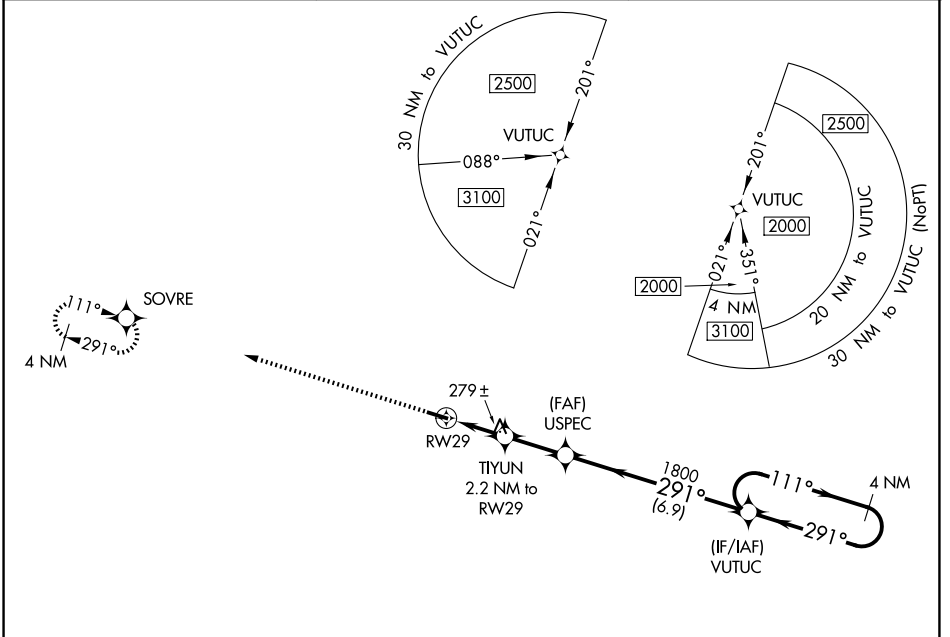 30 NM to VUTUC
2500
201°
VUTUC
088°
3100
021°
2500
201°
VUTUC
2000
20 NM to VUTUC
30 NM to VUTUC (NoPT)
021°
351°
2000
4 NM
3100
SOVRE
111°
291°
4 NM
279 ±
RW29
TIYUN
2.2 NM to
RW29
(FAF)
USPEC
1800
291°
(6.9)
111°
4 NM
291°
(IF/IAF)
VUTUC